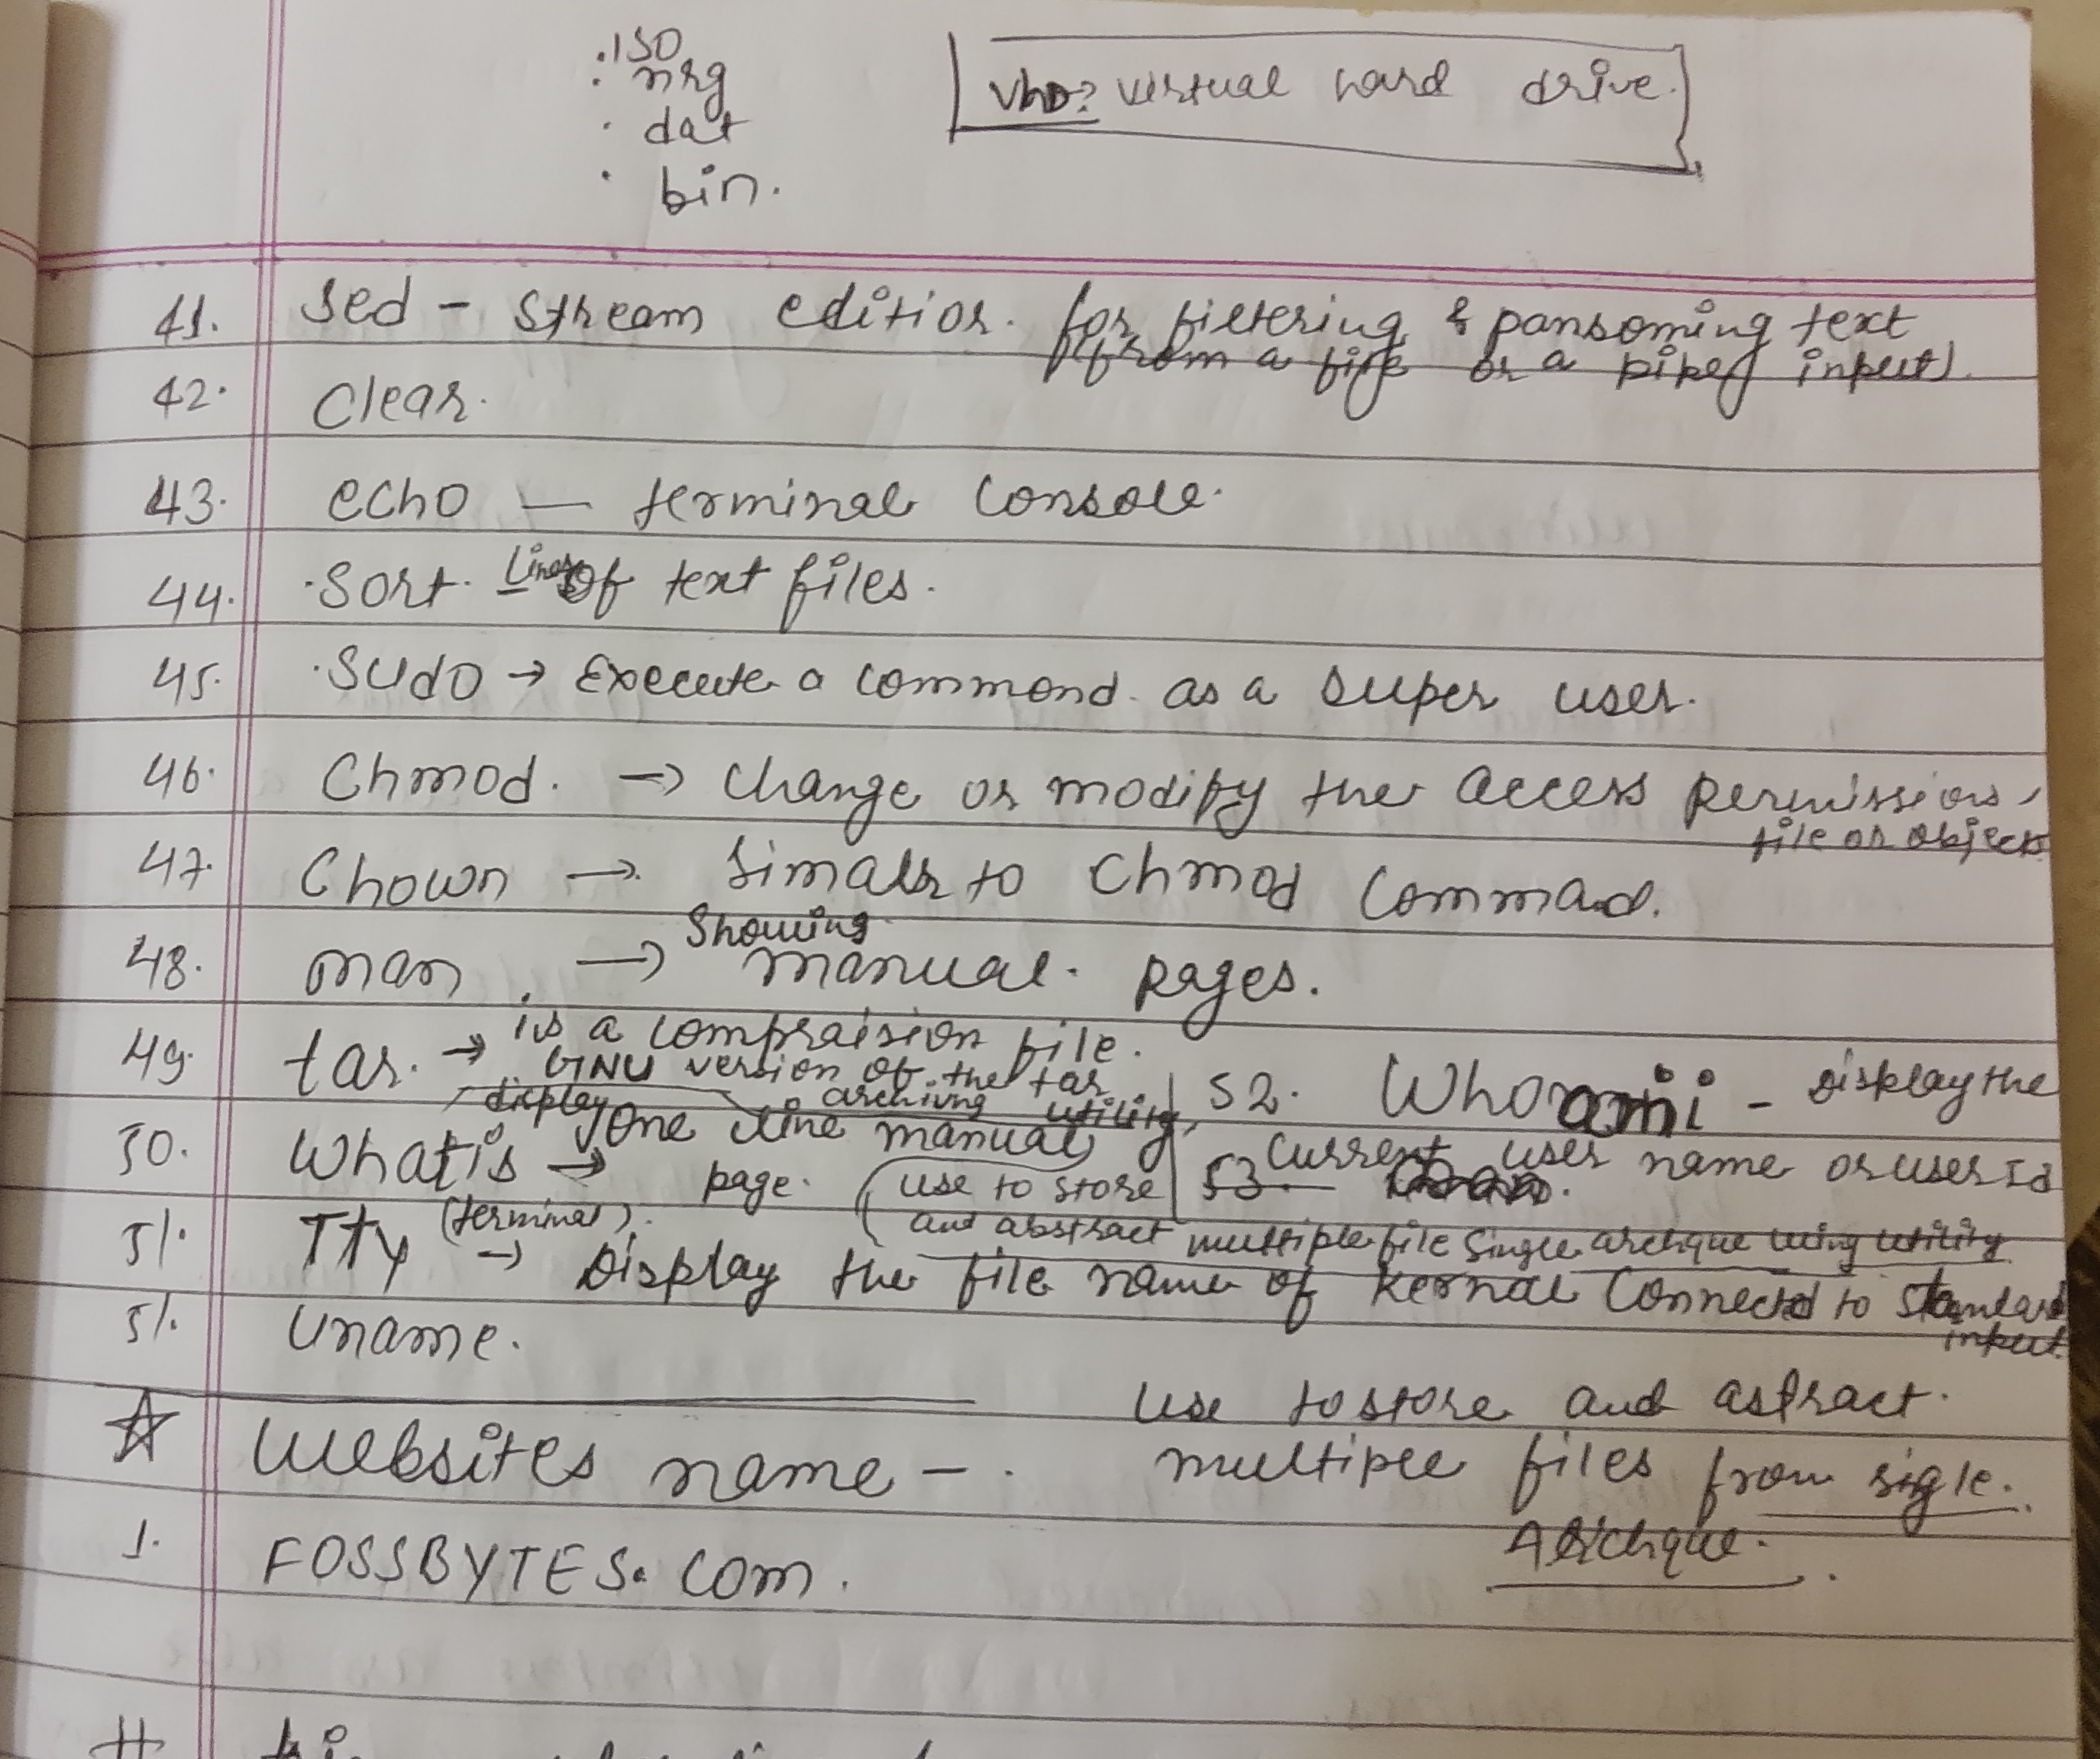 .ISO
. nrg
. dat
. bin.
VhD? virtual hard drive.
41. Sed - Stream editior. for filtering & pansoming text
(from a file or a piped input)
42. Clear.
43. echo — terminal Console.
44. Sort. Lines of text files.
45. Sudo → Execute a commond. as a super user.
46. Chmod. → Change or modify the access permissions,
file or objects
47. Chown → Simalr to Chmod Command.
48. man → Showing manual. pages.
49. tar. → is a compraision file.
GNU version of the tar
archiving utility,
50. Whatis → display one line manual
page.
(use to store
and abstract multiple file single archique using utility
52. Whoami - Display the
Current user name or user Id
53.
51. Tty (terminal). → Display the file name of Kernal Connected to Standard
input.
51. Uname.
use to store and astract.
multiple files from sigle.
Archique.
☆ Websites name - .
1. FOSSBYTES. Com.
#